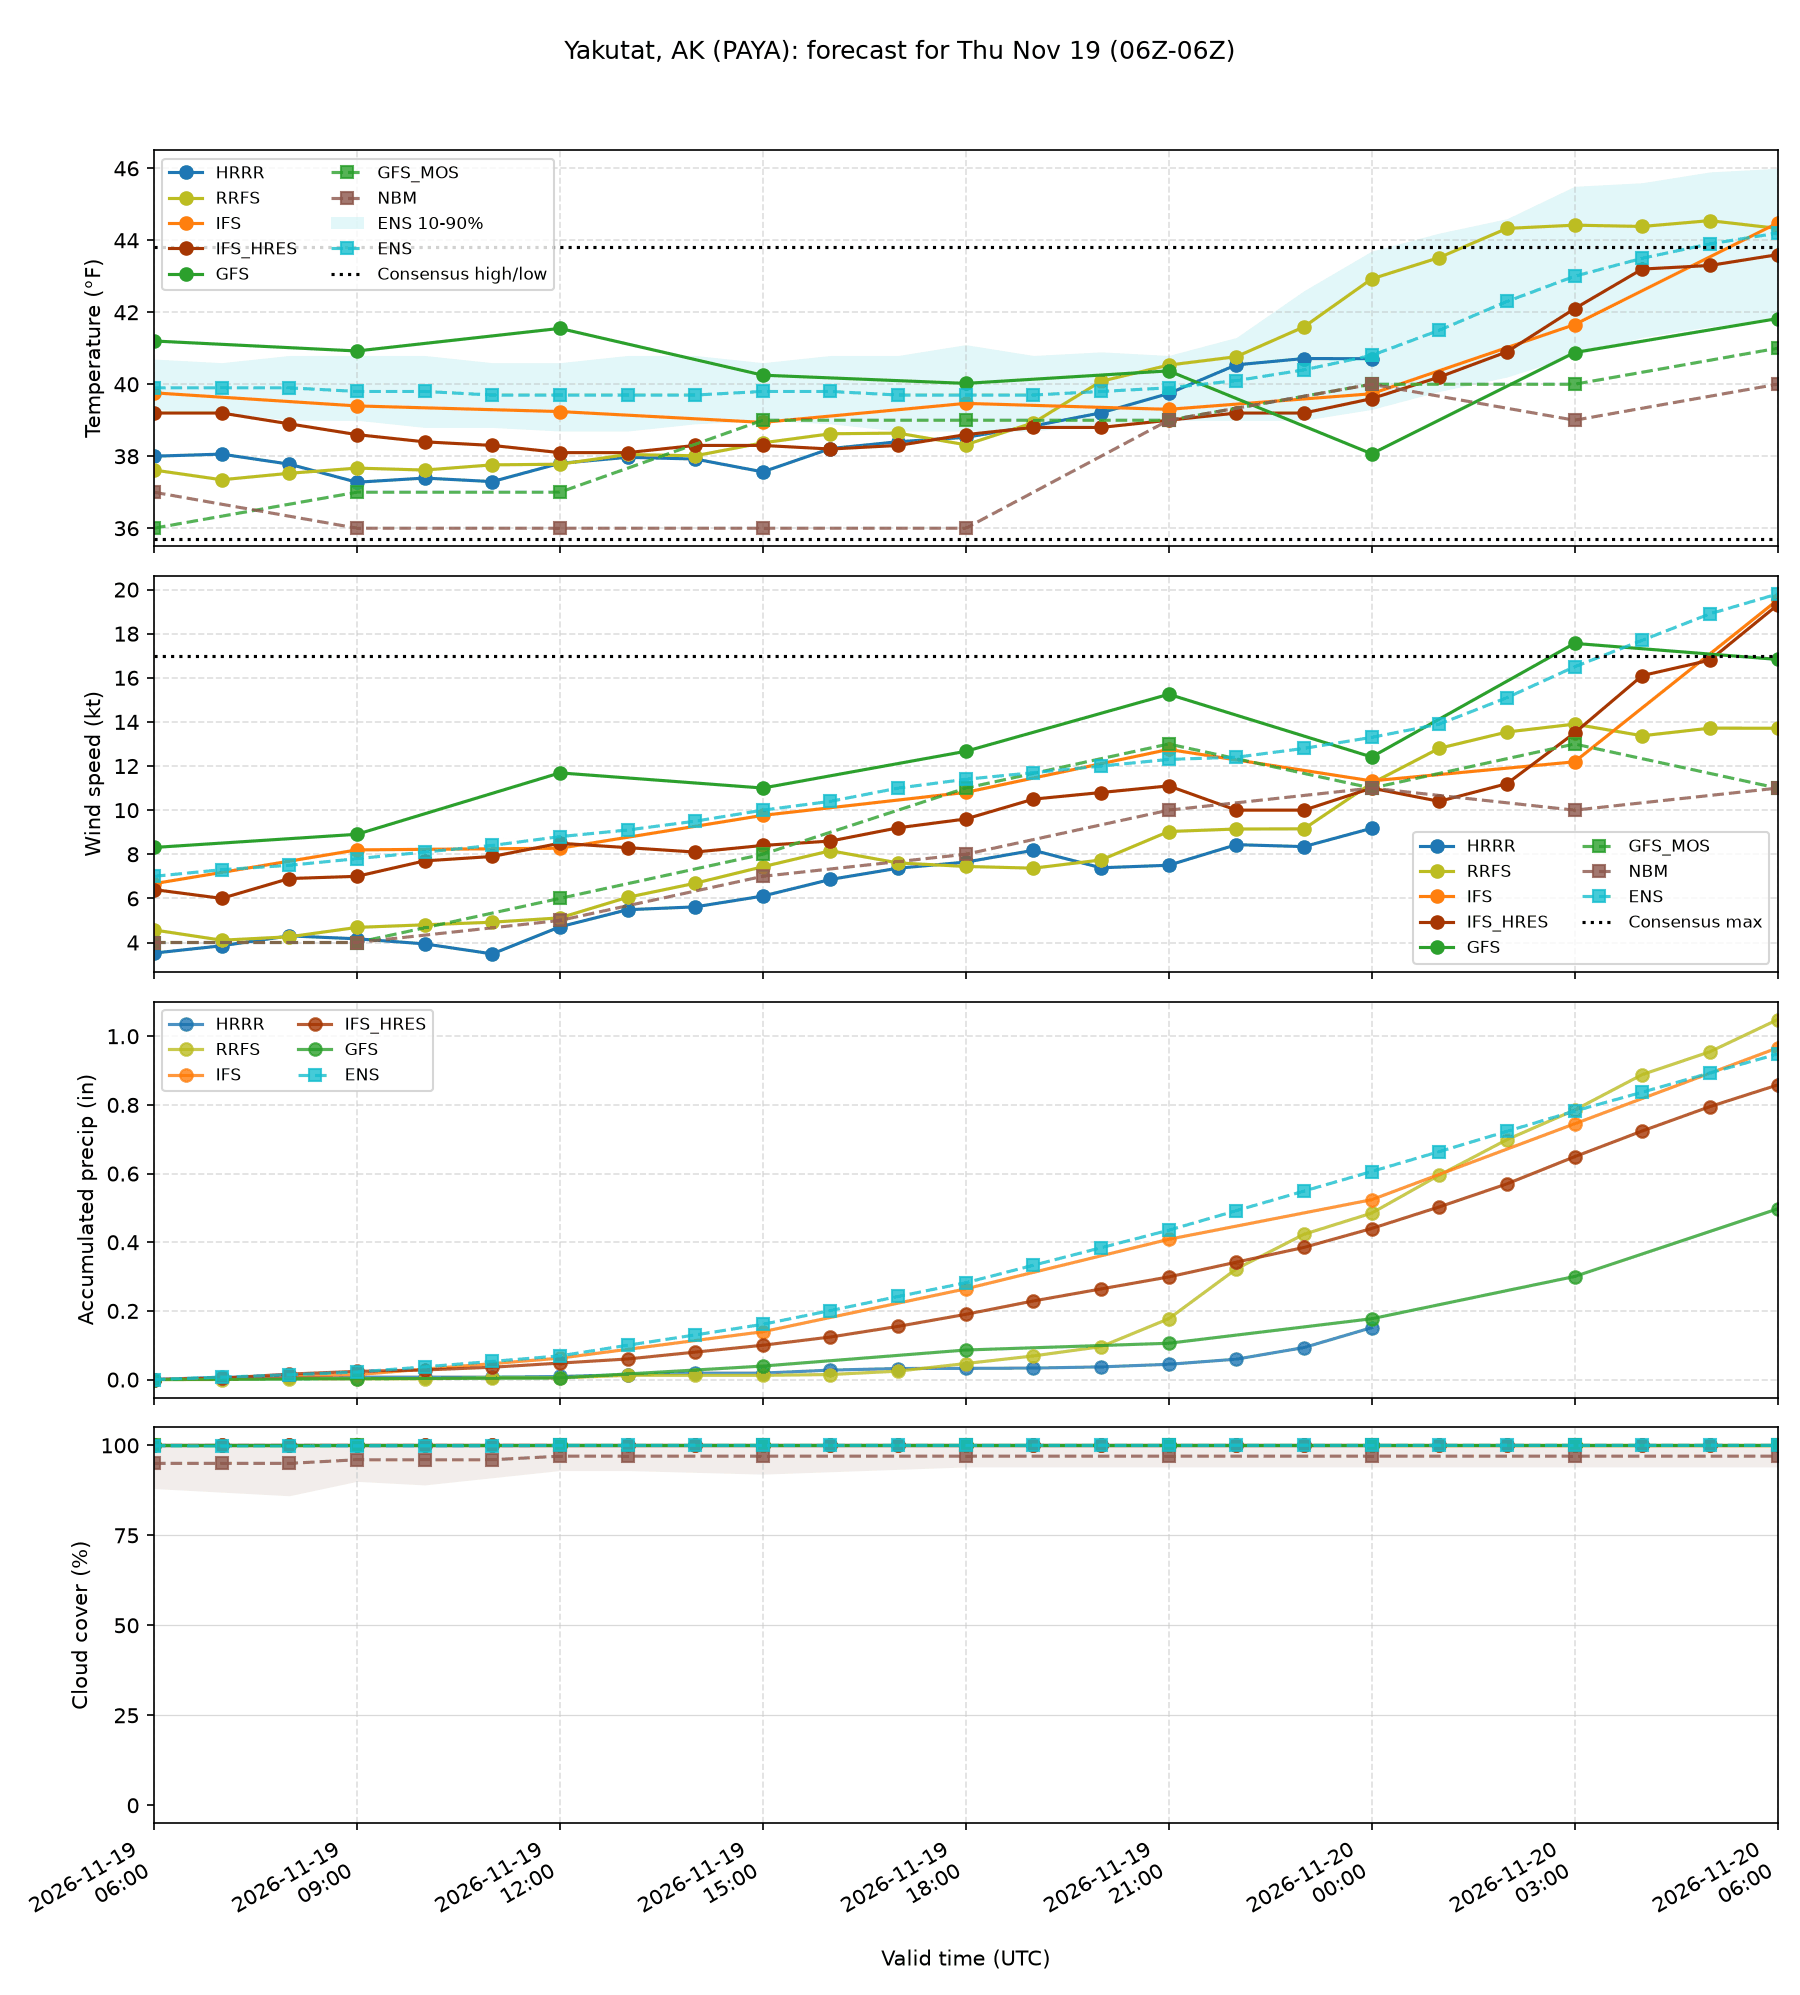 Yakutat, AK (PAYA): forecast for Thu Nov 19 (06Z-06Z)
Temperature (°F)
46
44
42
40
38
36
HRRR
RRFS
IFS
IFS_HRES
GFS
GFS_MOS
NBM
ENS 10-90%
ENS
Consensus high/low
Wind speed (kt)
20
18
16
14
12
10
8
6
4
HRRR
RRFS
IFS
IFS_HRES
GFS
GFS_MOS
NBM
ENS
Consensus max
Accumulated precip (in)
1.0
0.8
0.6
0.4
0.2
0.0
HRRR
RRFS
IFS
IFS_HRES
GFS
ENS
Cloud cover (%)
100
75
50
25
0
2026-11-19
06:00
2026-11-19
09:00
2026-11-19
12:00
2026-11-19
15:00
2026-11-19
18:00
2026-11-19
21:00
2026-11-20
00:00
2026-11-20
03:00
2026-11-20
06:00
Valid time (UTC)